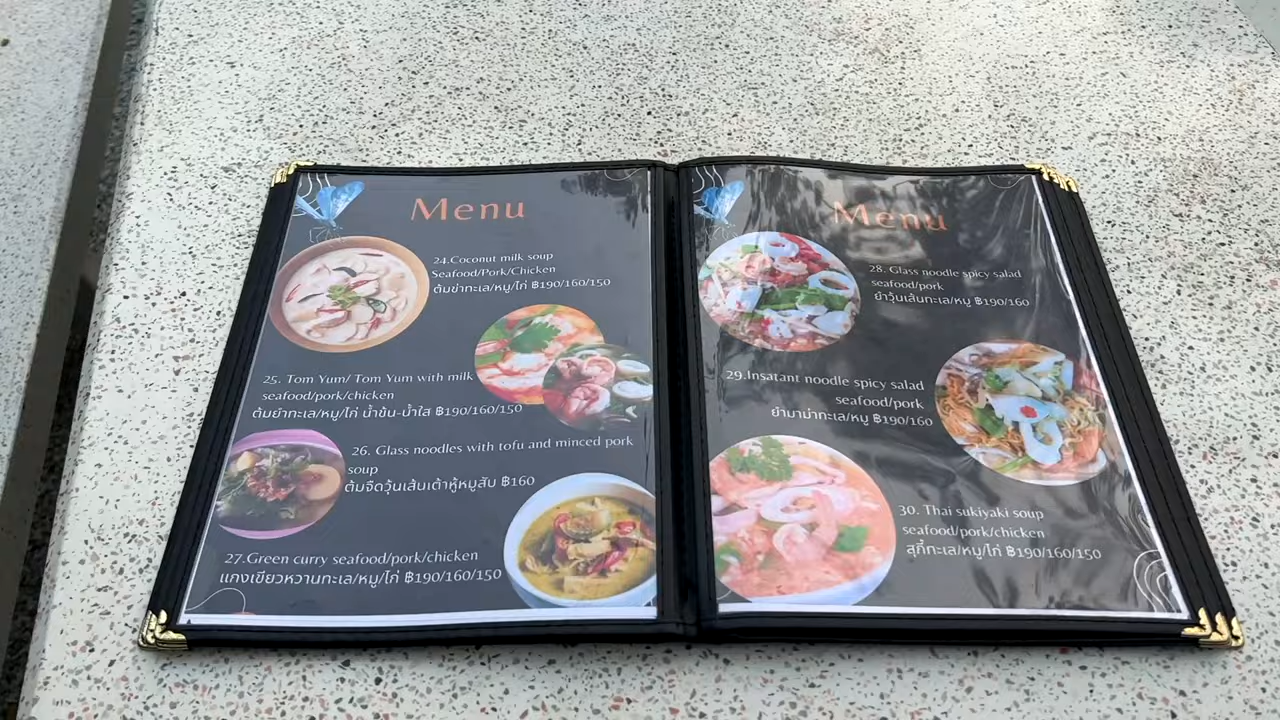 Menu
24.Coconut milk soup
Seafood/Pork/Chicken
ต้มข่าทะเล/หมู/ไก่ ฿190/160/150
25. Tom Yum/ Tom Yum with milk
seafood/pork/chicken
ต้มยำทะเล/หมู/ไก่ น้ำข้น-น้ำใส ฿190/160/150
26. Glass noodles with tofu and minced pork
soup
ต้มจืดวุ้นเส้นเต้าหู้หมูสับ ฿160
27.Green curry seafood/pork/chicken
แกงเขียวหวานทะเล/หมู/ไก่ ฿190/160/150
Menu
28. Glass noodle spicy salad
seafood/pork
ยำวุ้นเส้นทะเล/หมู ฿190/160
29.Insatant noodle spicy salad
seafood/pork
ยำมาม่าทะเล/หมู ฿190/160
30. Thai sukiyaki soup
seafood/pork/chicken
สุกี้ทะเล/หมู/ไก่ ฿190/160/150